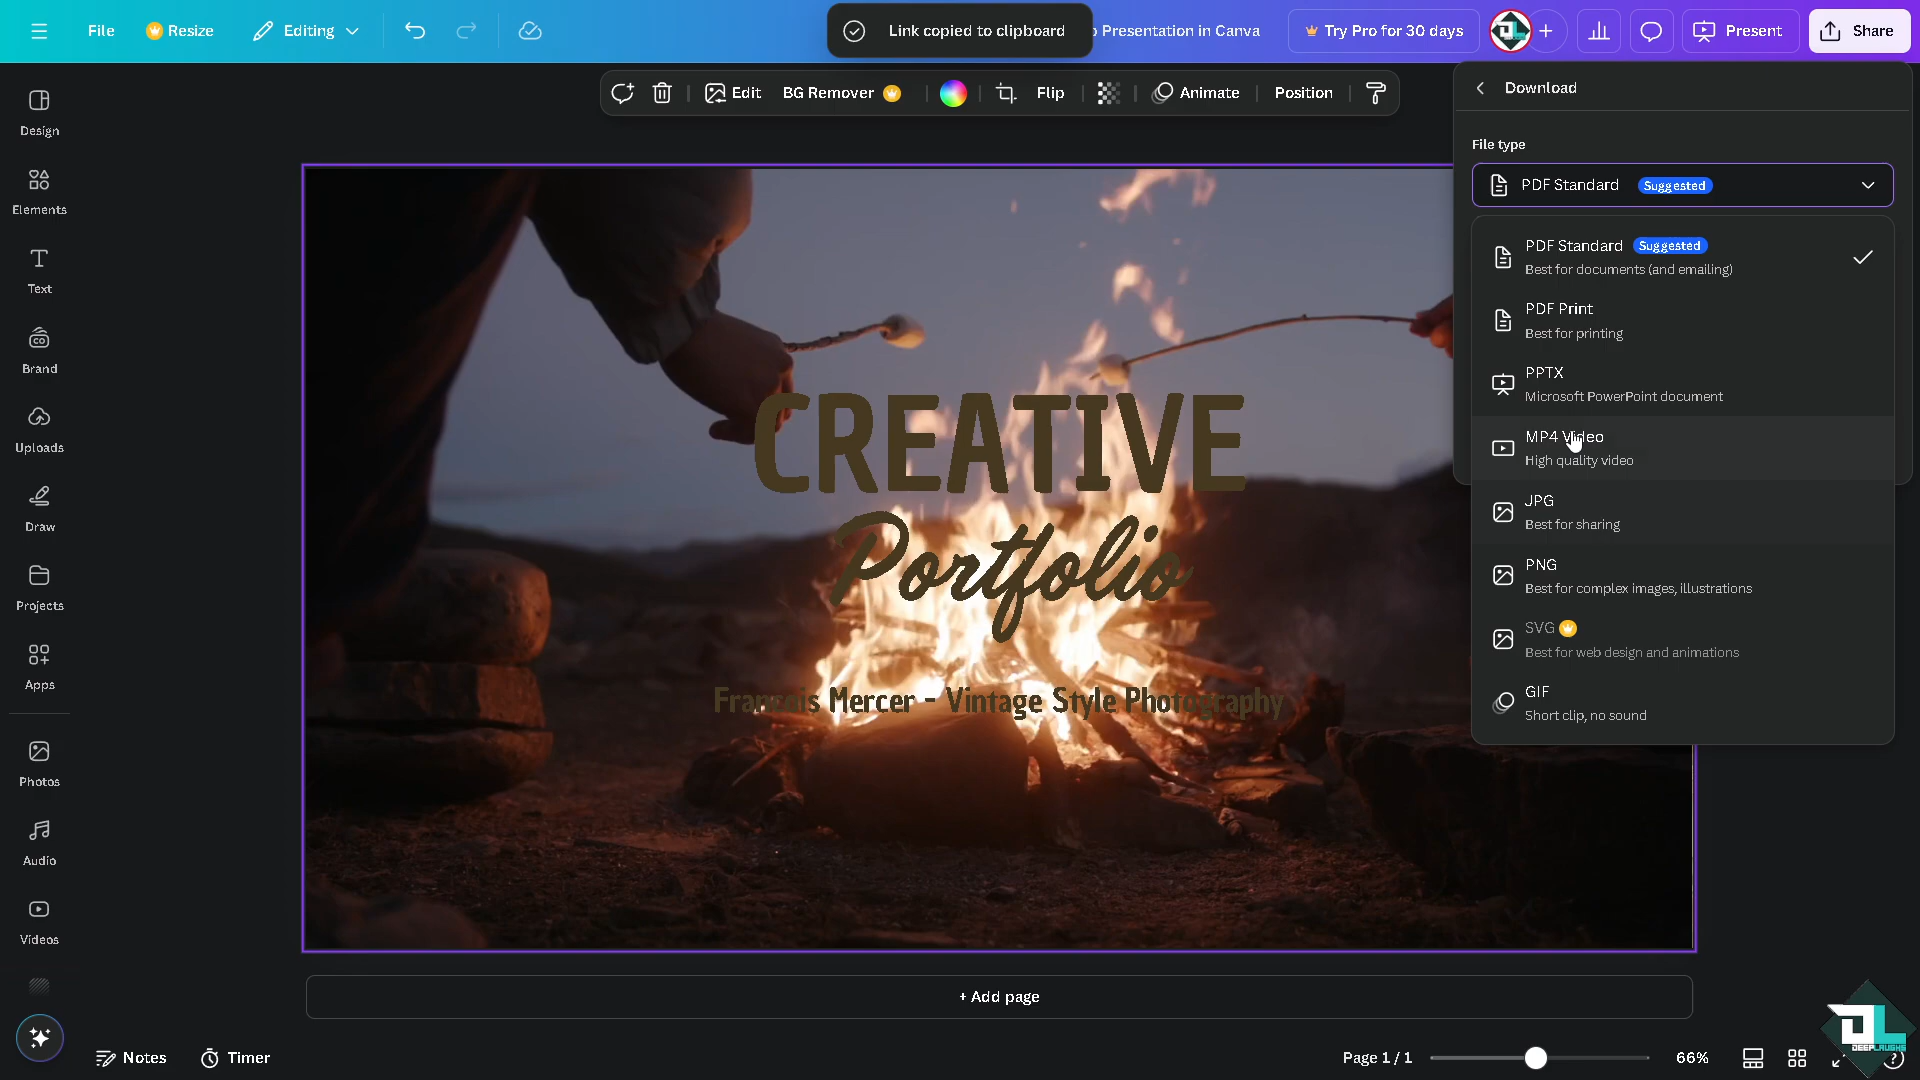 File
Resize
Editing
Link copied to clipboard
Presentation in Canva
Try Pro for 30 days
Present
Share
Edit
BG Remover
Flip
Animate
Position
Design
Elements
Text
Brand
Uploads
Draw
Projects
Apps
Photos
Audio
Videos
CREATIVE
Portfolio
Francois Mercer - Vintage Style Photography
+ Add page
Download
File type
PDF Standard Suggested
PDF Standard Suggested
Best for documents (and emailing)
PDF Print
Best for printing
PPTX
Microsoft PowerPoint document
MP4 Video
High quality video
JPG
Best for sharing
PNG
Best for complex images, illustrations
SVG
Best for web design and animations
GIF
Short clip, no sound
Notes
Timer
Page 1 / 1
66%
DEEPLAUGHS